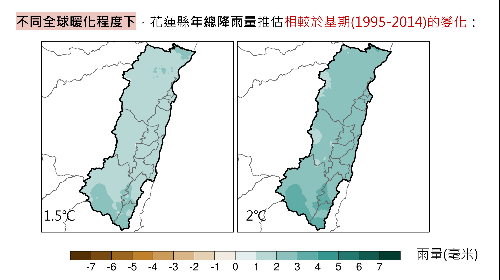 不同全球暖化程度下，花蓮縣年總降雨量推估相較於基期(1995-2014)的變化：
1.5°C
2°C
-7 -6 -5 -4 -3 -2 -1 0 1 2 3 4 5 6 7
雨量(毫米)